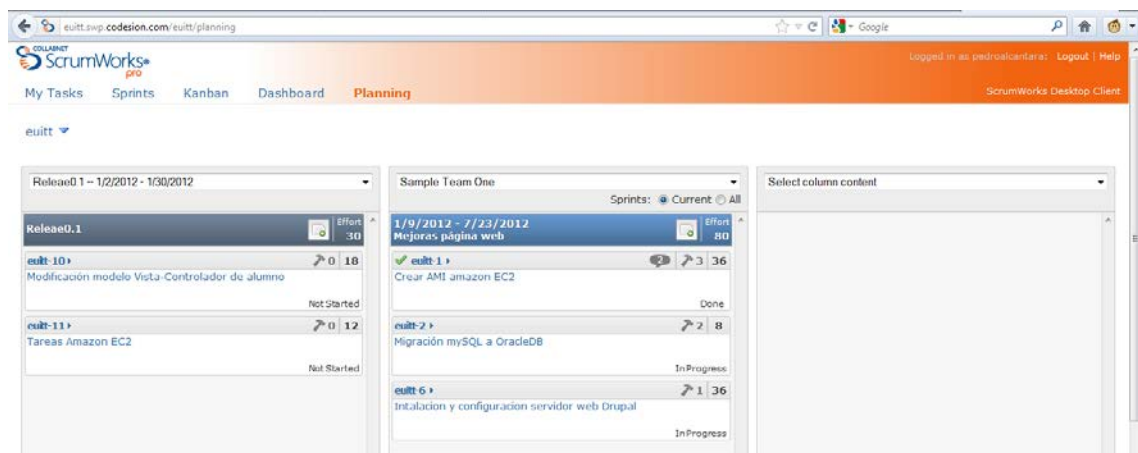 euitt.swp.codesion.com/euitt/planning
Google
COLLABNET
ScrumWorks
pro
Logged in as pedroalcantara: Logout | Help
My Tasks Sprints Kanban Dashboard Planning
ScrumWorks Desktop Client
euitt
Releae0.1 -- 1/2/2012 - 1/30/2012
Sample Team One
Select column content
Sprints: Current All
Releae0.1
Effort
30
1/9/2012 - 7/23/2012
Mejoras página web
Effort
80
euitt-10
0 18
Modificación modelo Vista-Controlador de alumno
Not Started
euitt-11
0 12
Tareas Amazon EC2
Not Started
euitt-1
2 3 36
Crear AMI amazon EC2
Done
euitt-2
2 8
Migración mySQL a OracleDB
In Progress
euitt-6
1 36
Intalacion y configuracion servidor web Drupal
In Progress